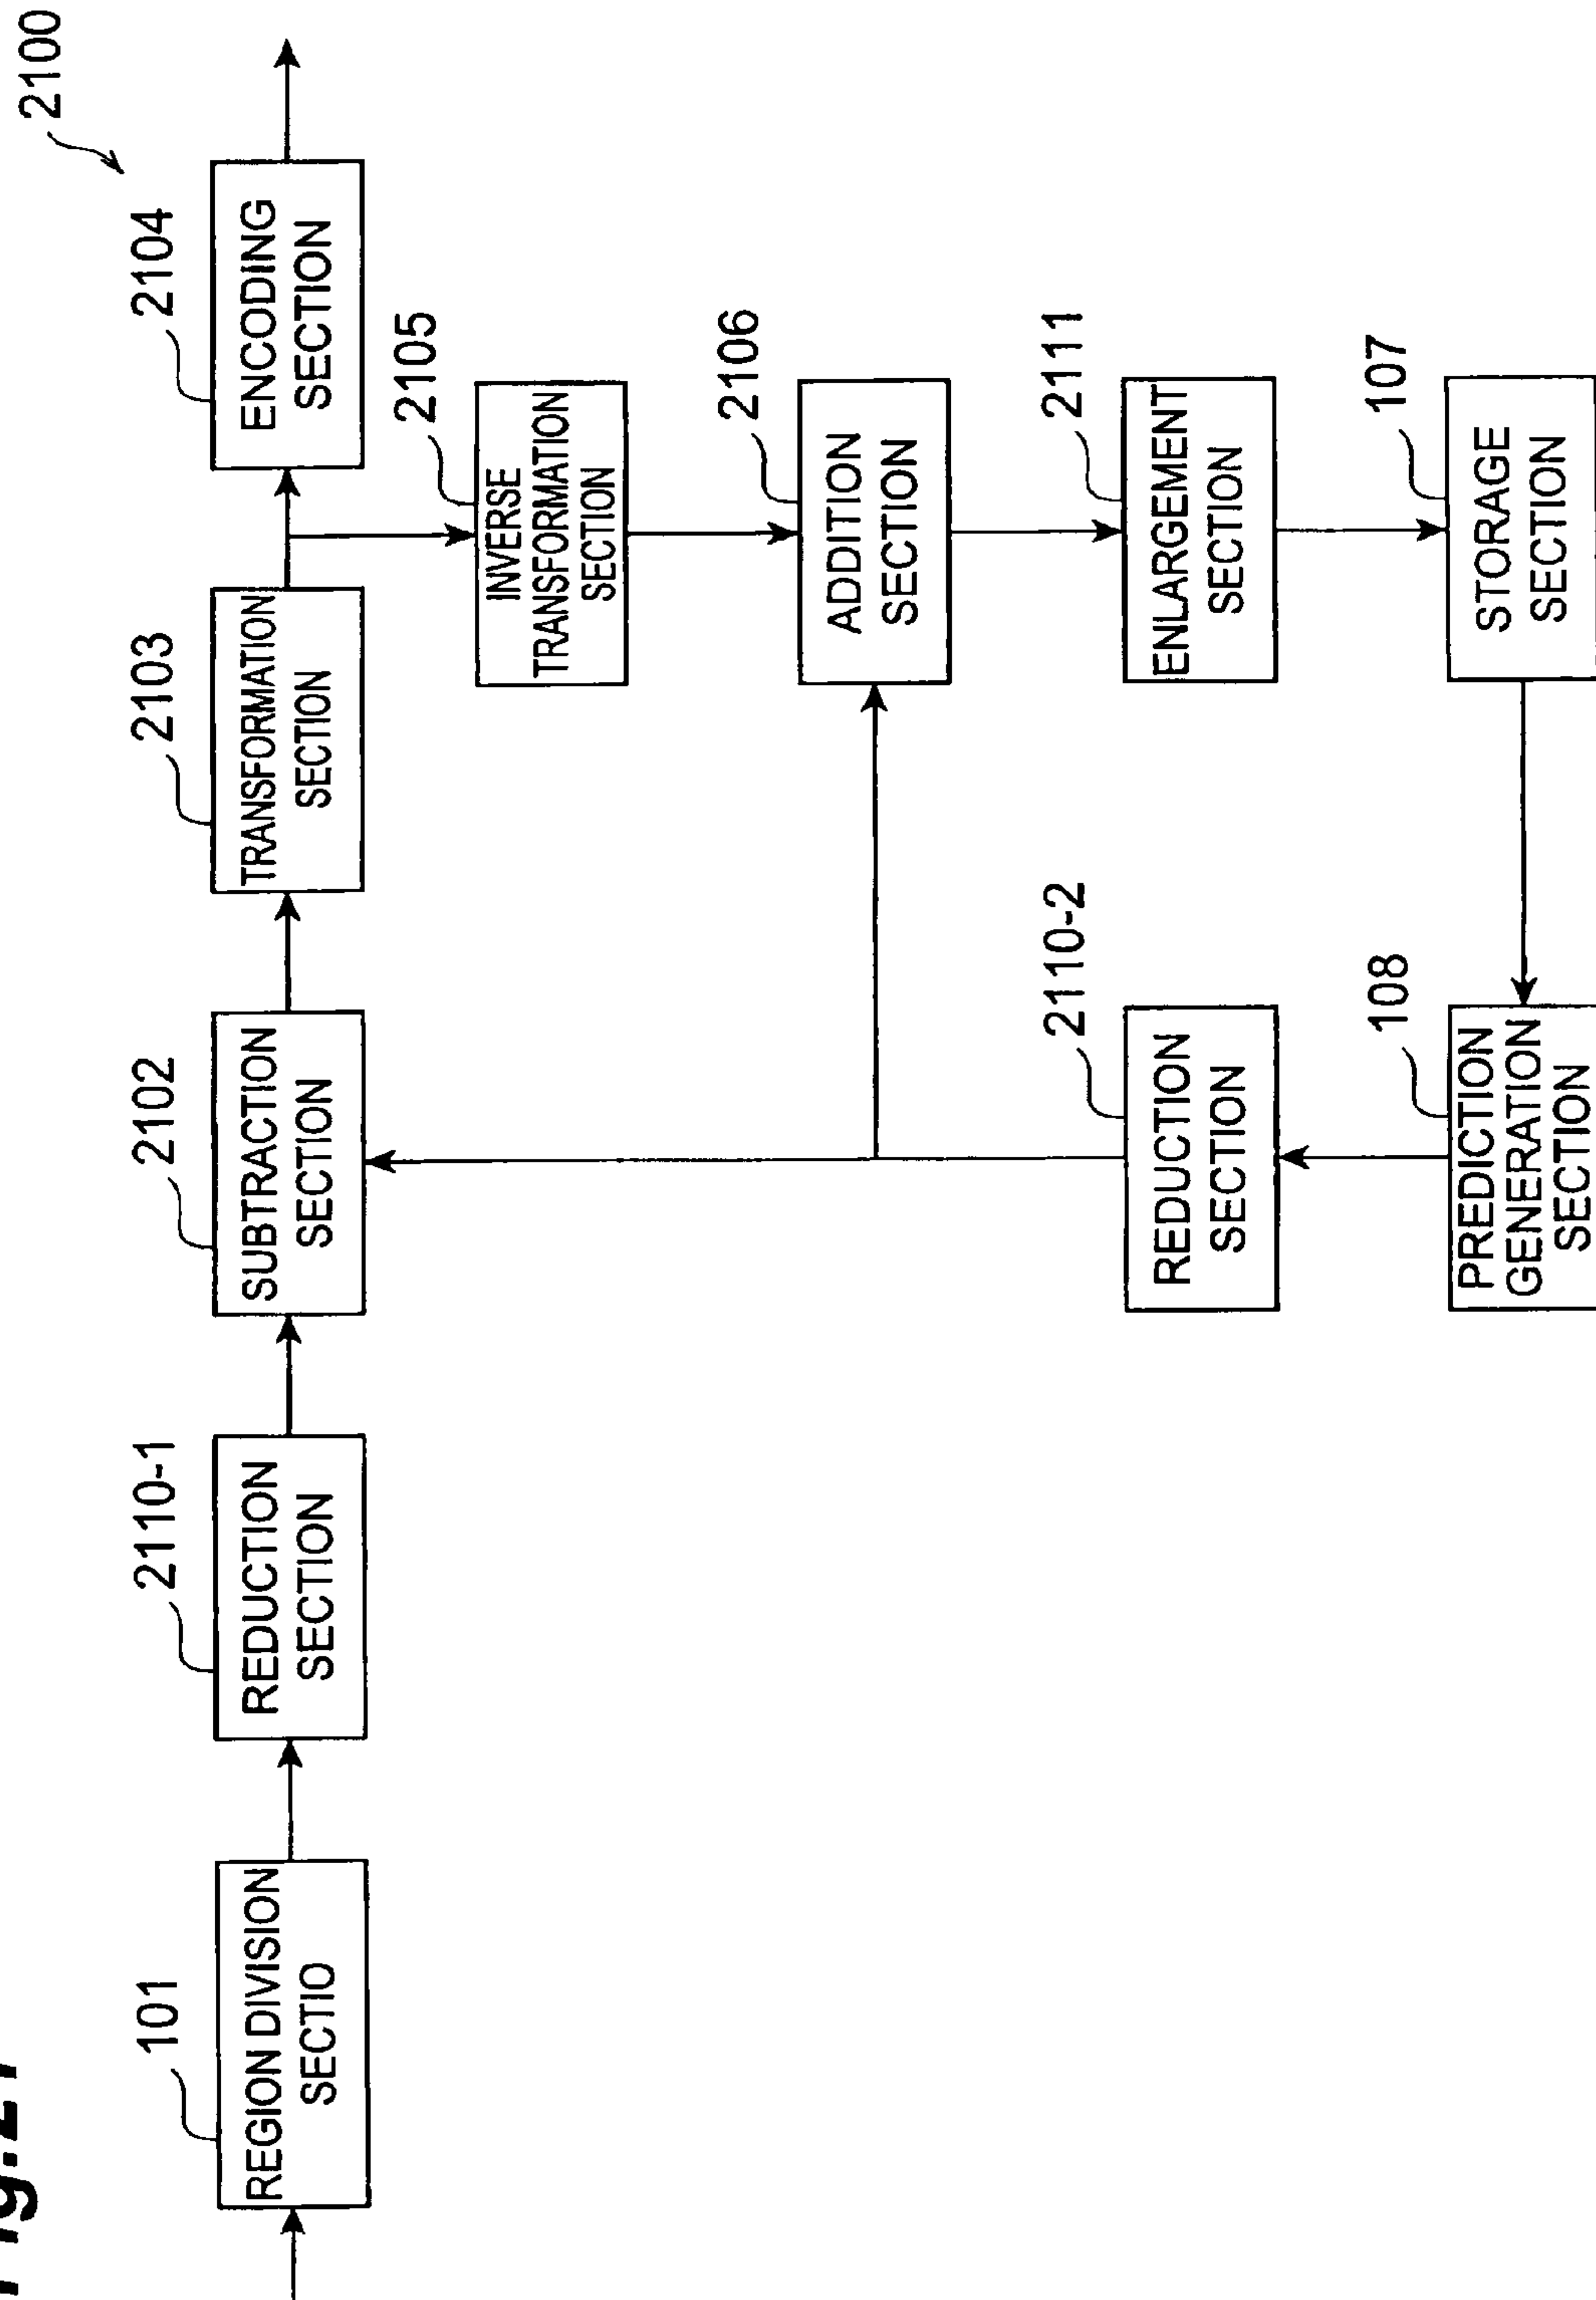 Fig.21
2100
101
REGION DIVISION
SECTIO
2110-1
REDUCTION
SECTION
2102
SUBTRACTION
SECTION
2103
TRANSFORMATION
SECTION
2104
ENCODING
SECTION
2105
INVERSE
TRANSFORMATION
SECTION
2106
ADDITION
SECTION
2110-2
REDUCTION
SECTION
2111
ENLARGEMENT
SECTION
108
PREDICTION
GENERATION
SECTION
107
STORAGE
SECTION